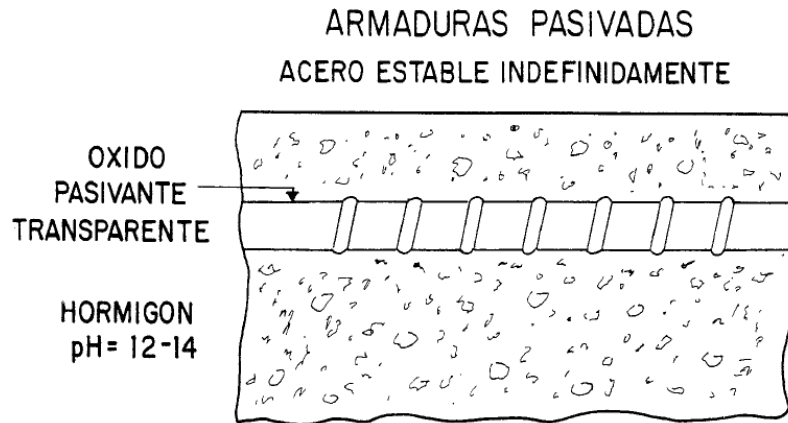 ARMADURAS PASIVADAS
ACERO ESTABLE INDEFINIDAMENTE
OXIDO
PASIVANTE
TRANSPARENTE
HORMIGON
pH= 12-14